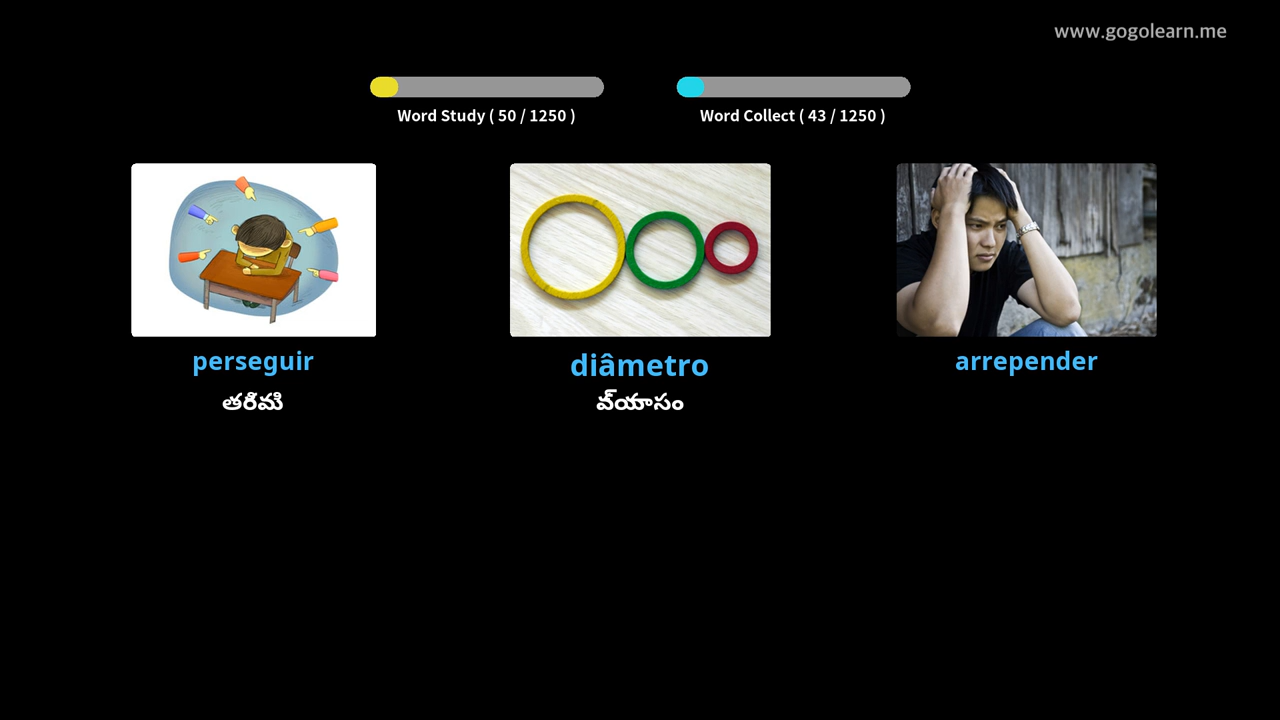 www.gogolearn.me
Word Study ( 50 / 1250 )
Word Collect ( 43 / 1250 )
perseguir
diâmetro
arrepender
తరిమి
వ్యాసం